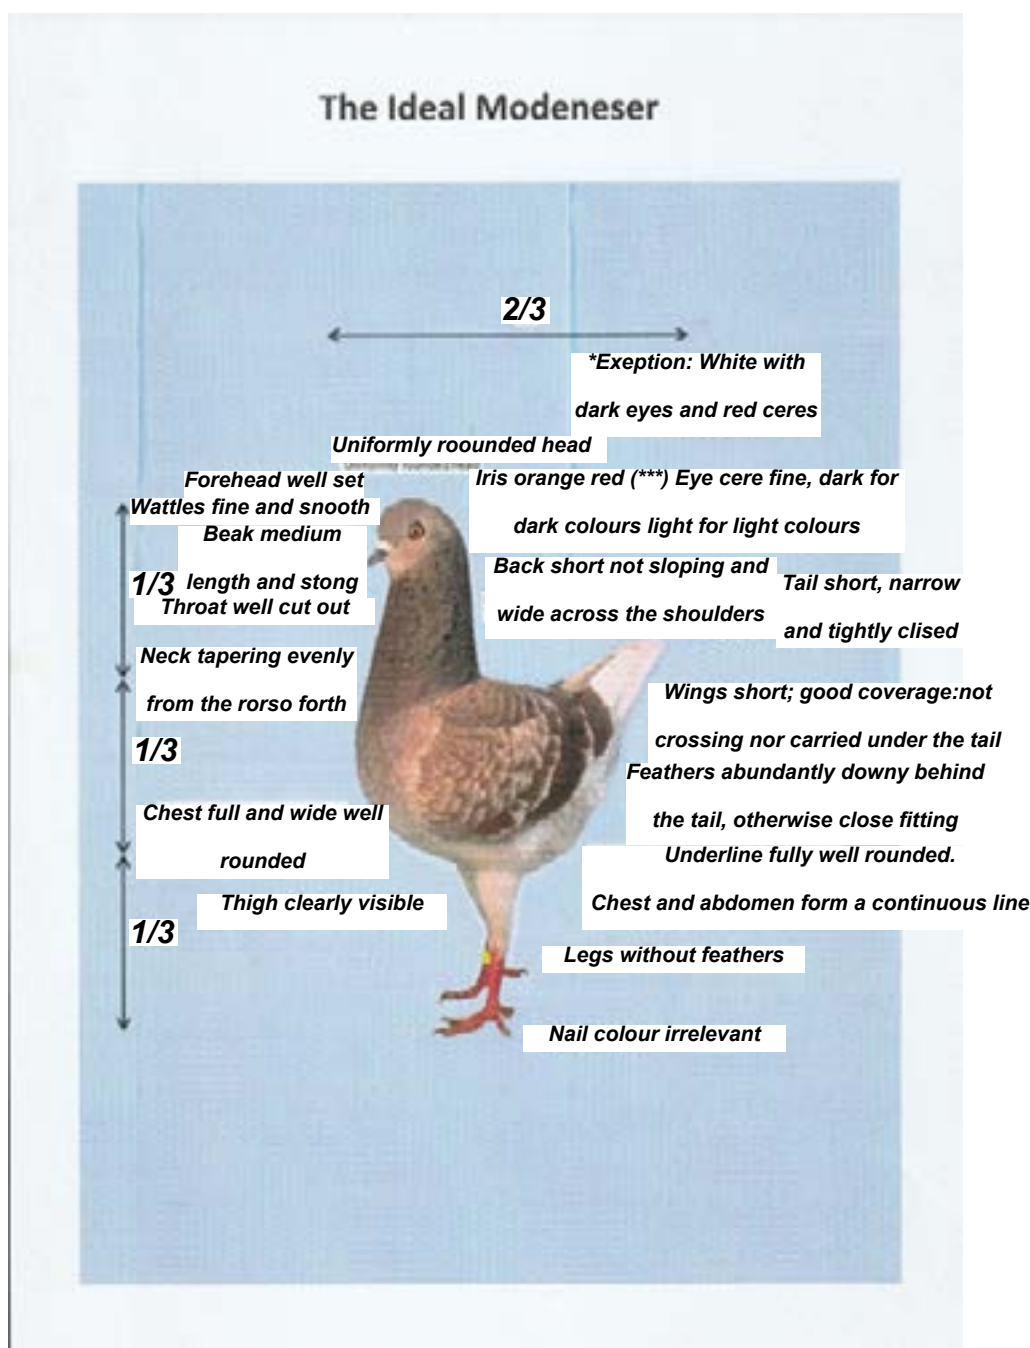 The Ideal Modeneser
2/3
*Exeption: White with
dark eyes and red ceres
Uniformly roounded head
Forehead well set
Wattles fine and snooth
Iris orange red (***) Eye cere fine, dark for
dark colours light for light colours
Beak medium
length and stong
1/3
Throat well cut out
Back short not sloping and
wide across the shoulders
Tail short, narrow
and tightly clised
Neck tapering evenly
from the rorso forth
Wings short; good coverage:not
crossing nor carried under the tail
1/3
Feathers abundantly downy behind
the tail, otherwise close fitting
Chest full and wide well
rounded
Underline fully well rounded.
Chest and abdomen form a continuous line
Thigh clearly visible
1/3
Legs without feathers
Nail colour irrelevant